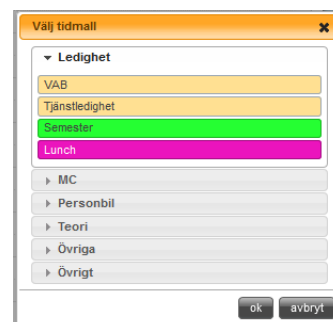 Välj tidmall
Ledighet
VAB
Tjänstledighet
Semester
Lunch
MC
Personbil
Teori
Övriga
Övrigt
ok avbryt